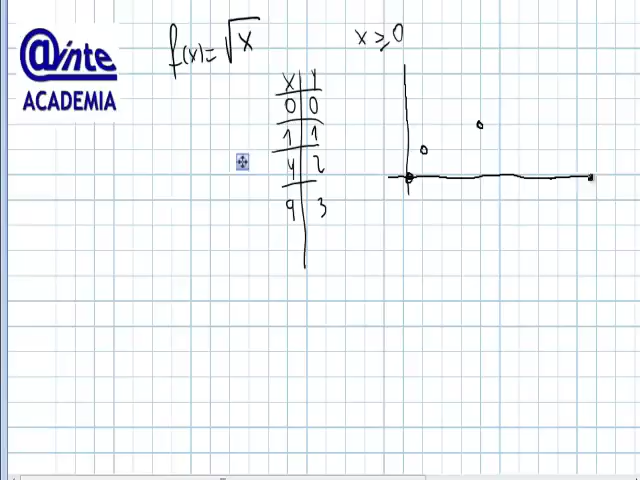 @inte
ACADEMIA
f(x)= √x
x ≥ 0
X | Y
0 | 0
1 | 1
4 | 2
9 | 3